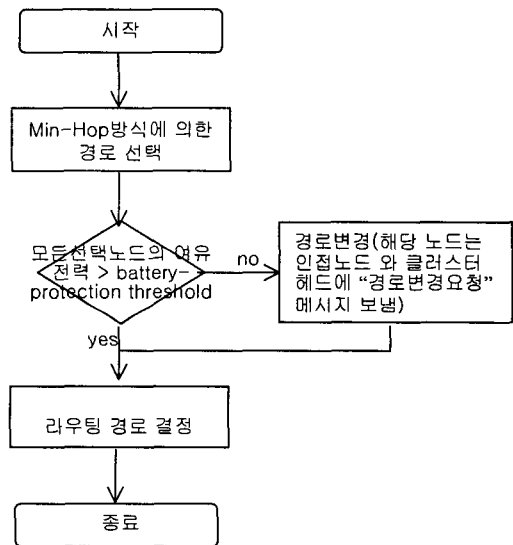 시작
Min-Hop방식에 의한
경로 선택
모든선택노드의 여유
전력 > battery-
protection threshold
no
경로변경(해당 노드는
인접노드 와 클러스터
헤드에 “경로변경요청”
메시지 보냄)
yes
라우팅 경로 결정
종료